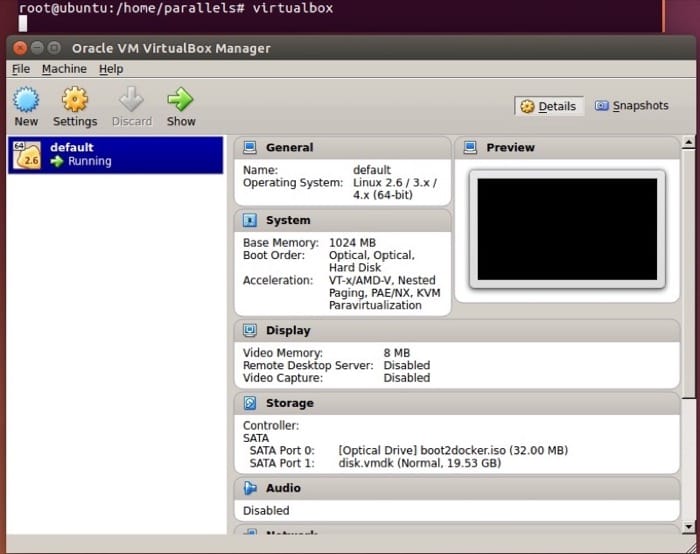 root@ubuntu:/home/parallels# virtualbox
Oracle VM VirtualBox Manager
File Machine Help
New Settings Discard Show Details Snapshots
64
2.6
default
Running
General
Name: default
Operating System: Linux 2.6 / 3.x /
4.x (64-bit)
Preview
System
Base Memory: 1024 MB
Boot Order: Optical, Optical,
Hard Disk
Acceleration: VT-x/AMD-V, Nested
Paging, PAE/NX, KVM
Paravirtualization
Display
Video Memory: 8 MB
Remote Desktop Server: Disabled
Video Capture: Disabled
Storage
Controller:
SATA
SATA Port 0: [Optical Drive] boot2docker.iso (32.00 MB)
SATA Port 1: disk.vmdk (Normal, 19.53 GB)
Audio
Disabled